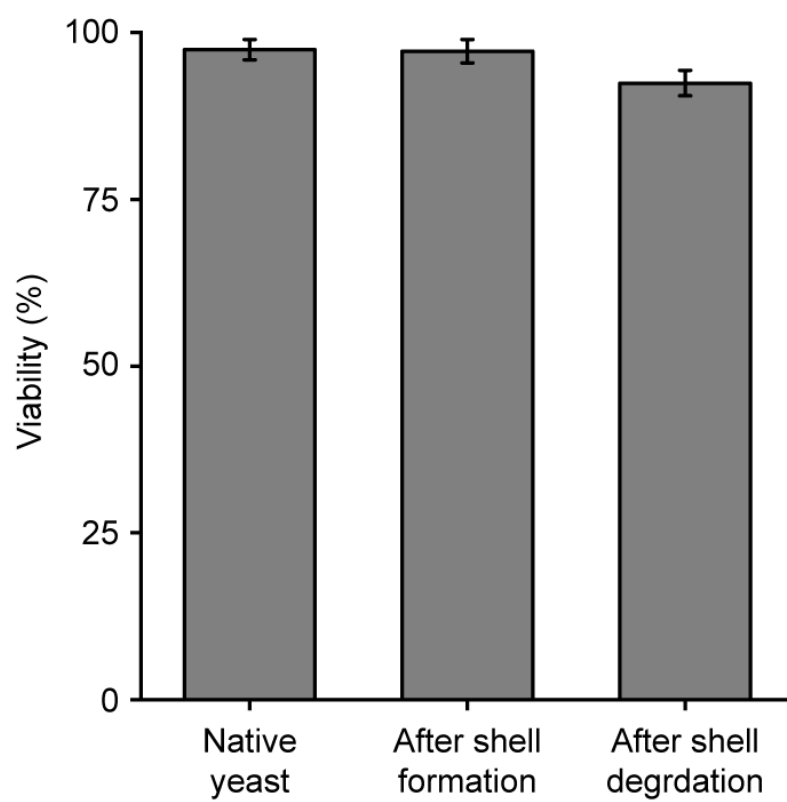 100
75
50
25
0
Viability (%)
Native
yeast
After shell
formation
After shell
degrdation